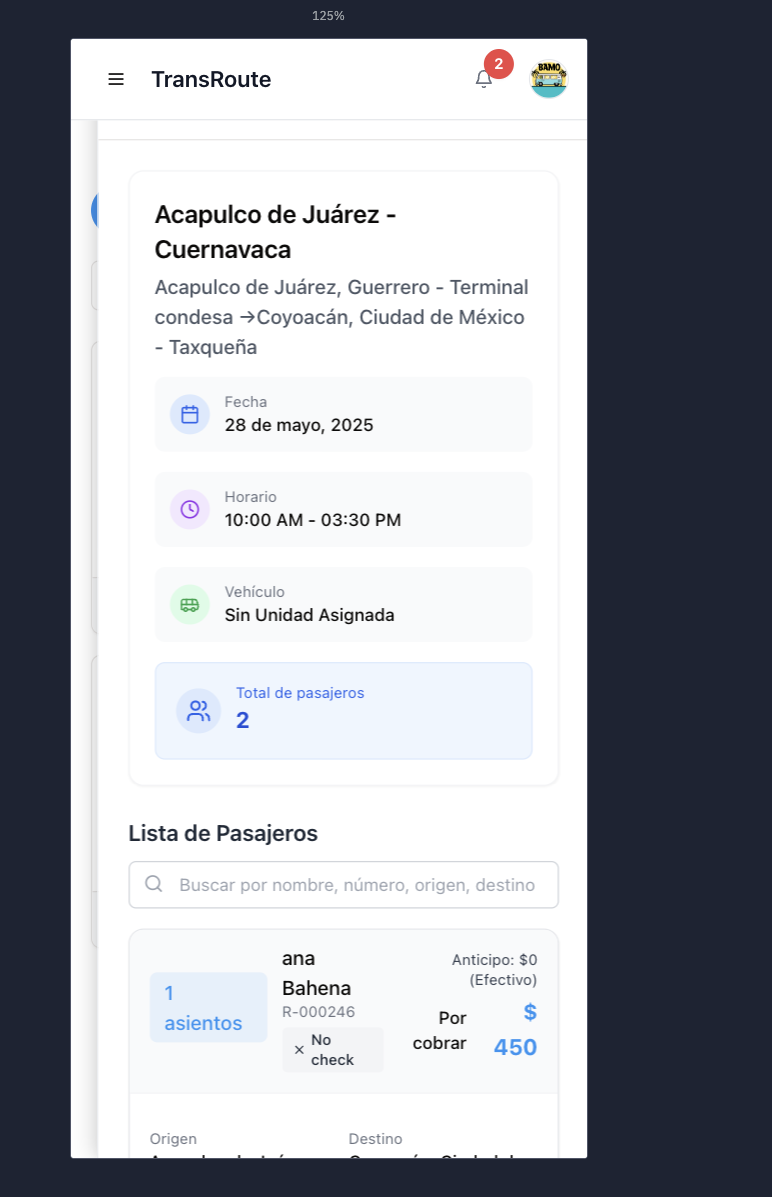 125%
TransRoute
2
BAMO
Acapulco de Juárez -
Cuernavaca
Acapulco de Juárez, Guerrero - Terminal
condesa →Coyoacán, Ciudad de México
- Taxqueña
Fecha
28 de mayo, 2025
Horario
10:00 AM - 03:30 PM
Vehículo
Sin Unidad Asignada
Total de pasajeros
2
Lista de Pasajeros
Buscar por nombre, número, origen, destino
1
asientos
ana
Bahena
R-000246
× No
check
Anticipo: $0
(Efectivo)
Por
cobrar
$
450
Origen
Destino